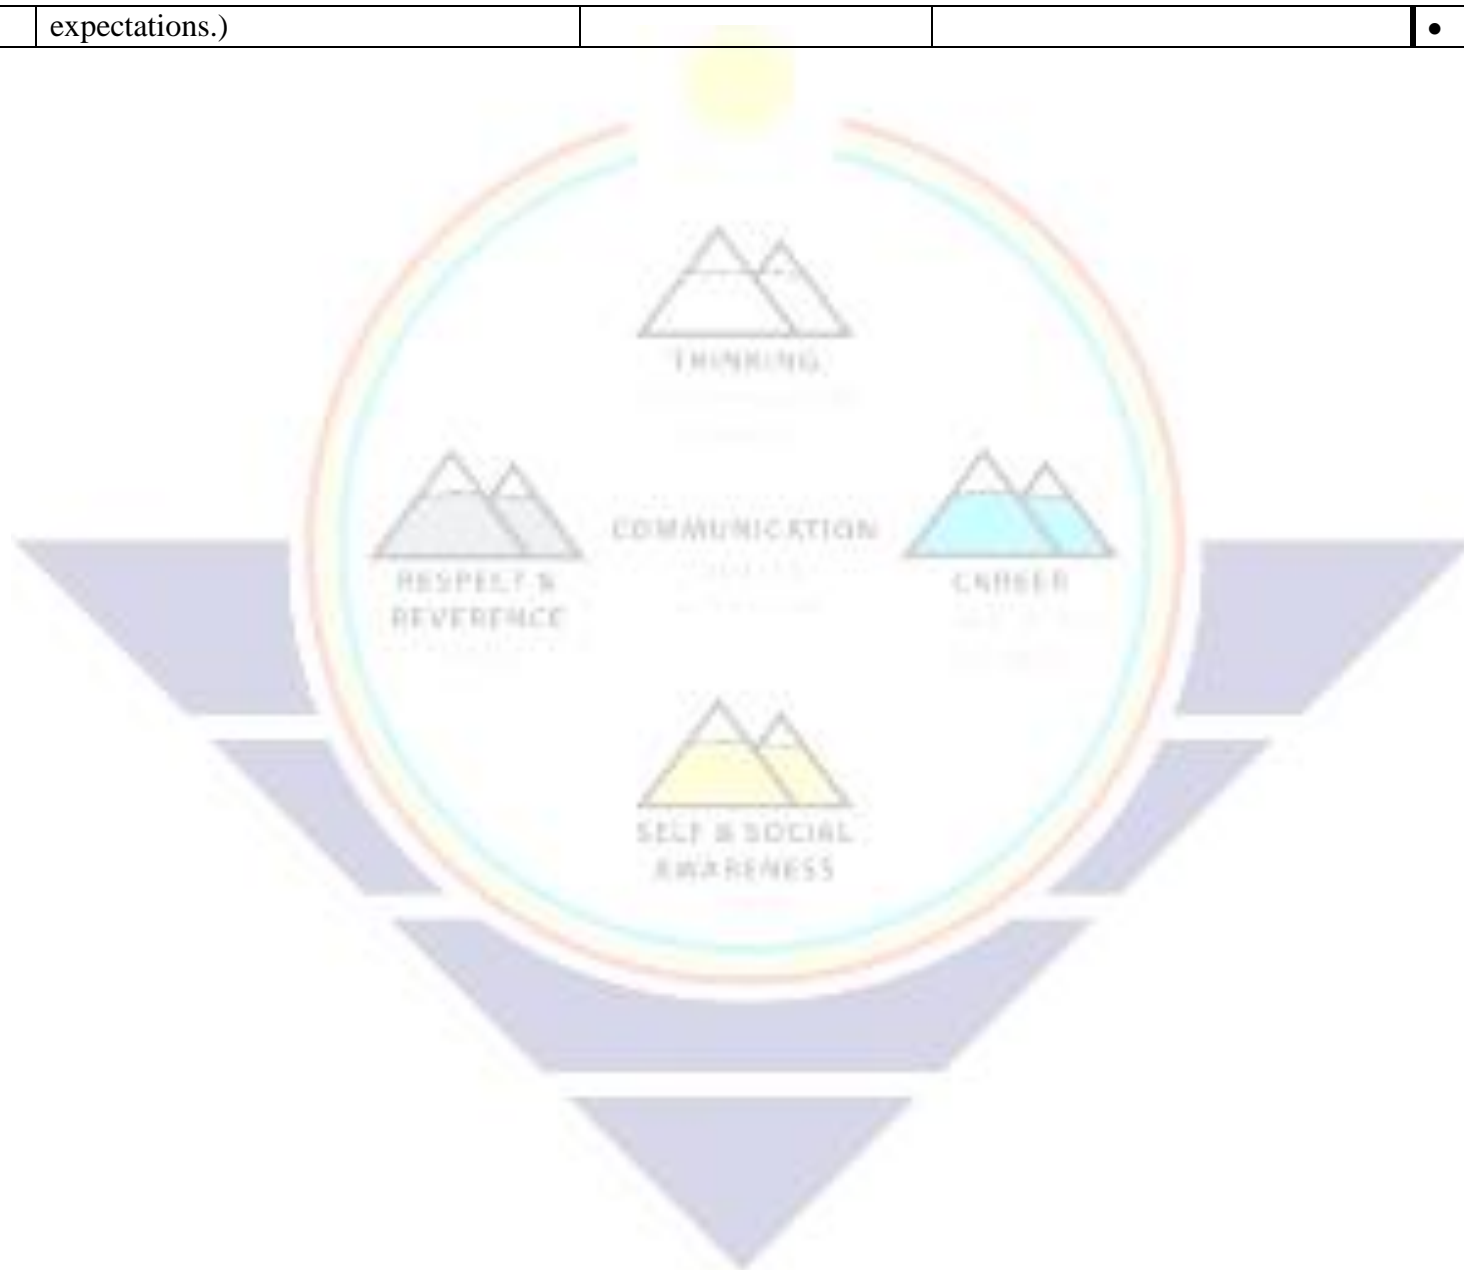 expectations.)
•
THINKING
COMMUNICATION
RESPECT &
REVERENCE
CAREER
SELF & SOCIAL
AWARENESS